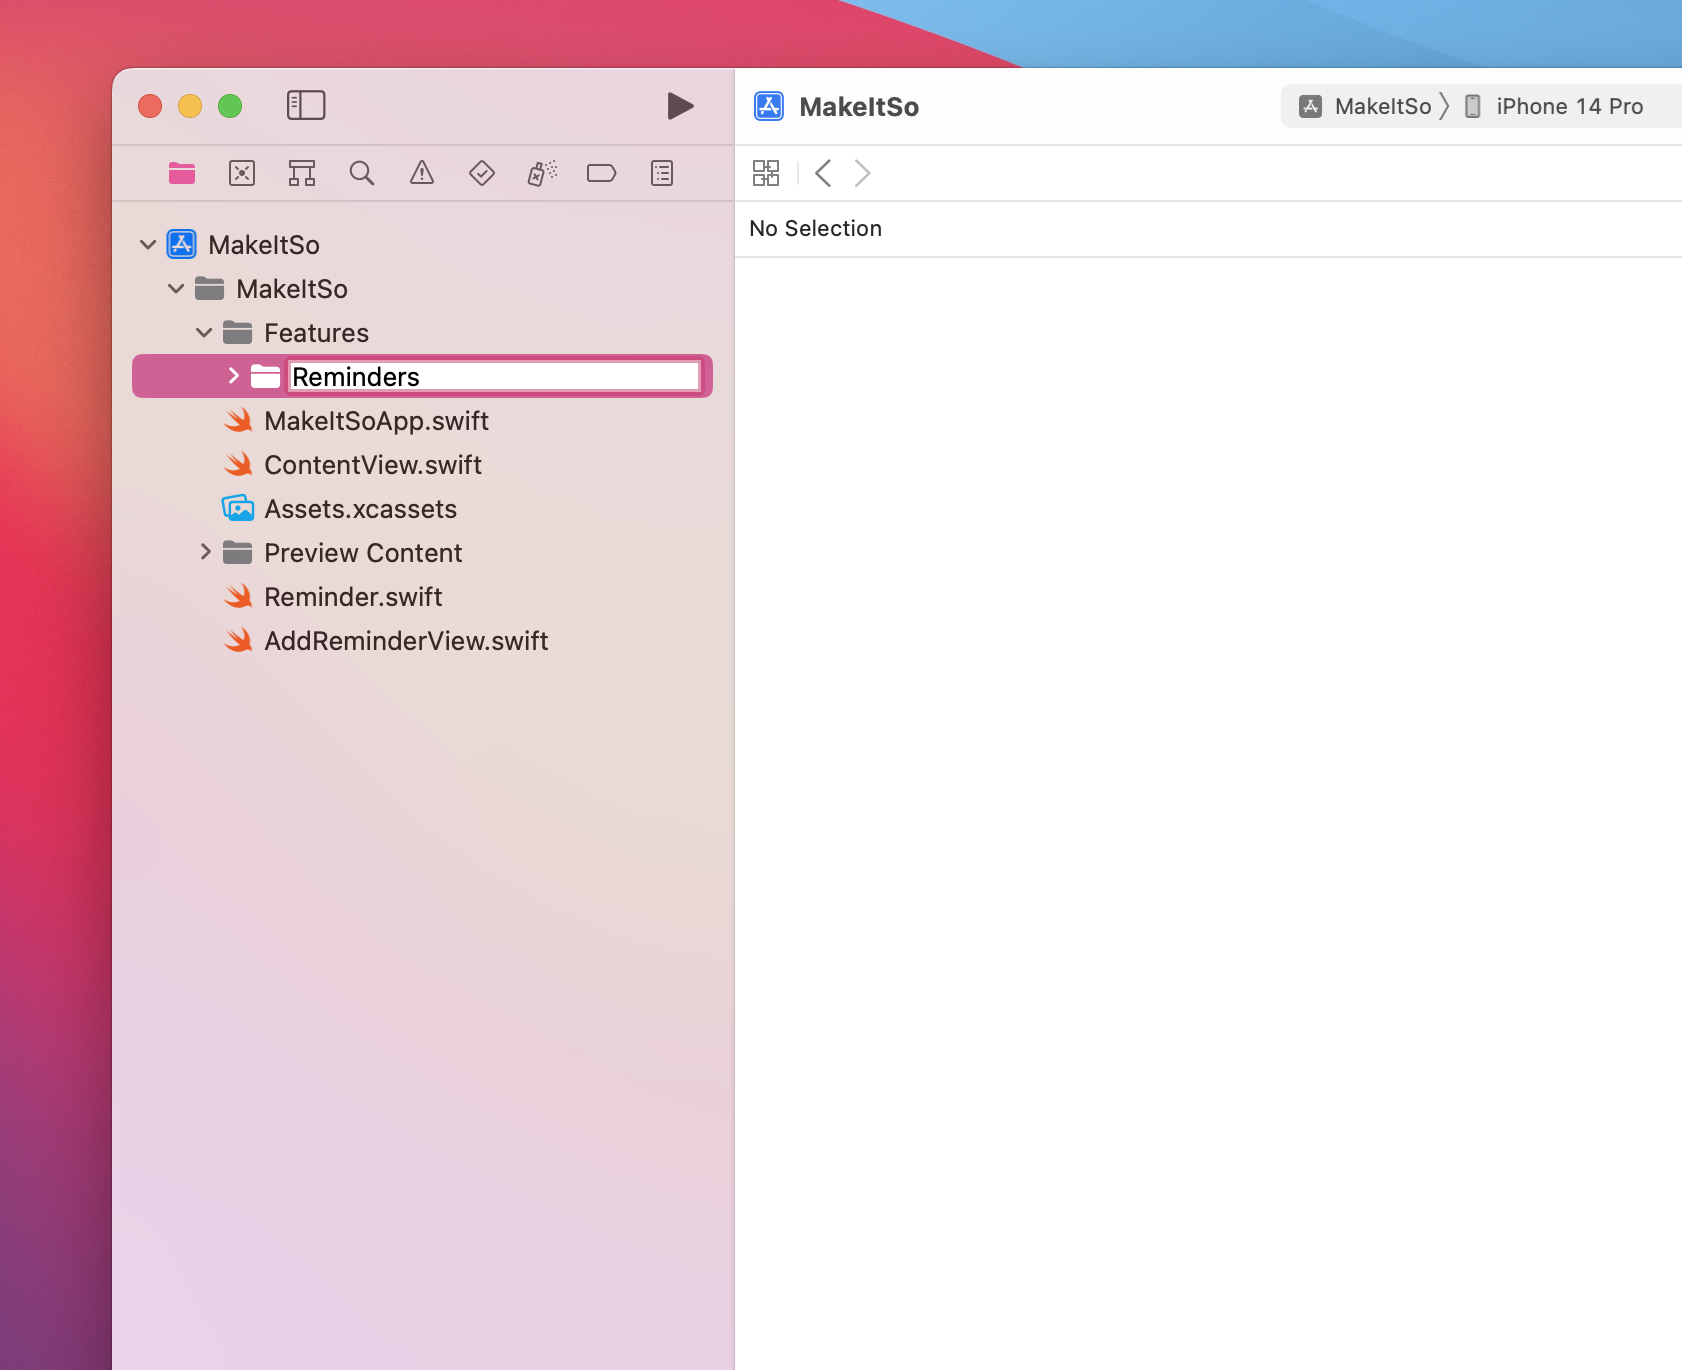 MakeItSo
MakeItSo
iPhone 14 Pro
No Selection
MakeItSo
MakeItSo
Features
Reminders
MakeItSoApp.swift
ContentView.swift
Assets.xcassets
Preview Content
Reminder.swift
AddReminderView.swift